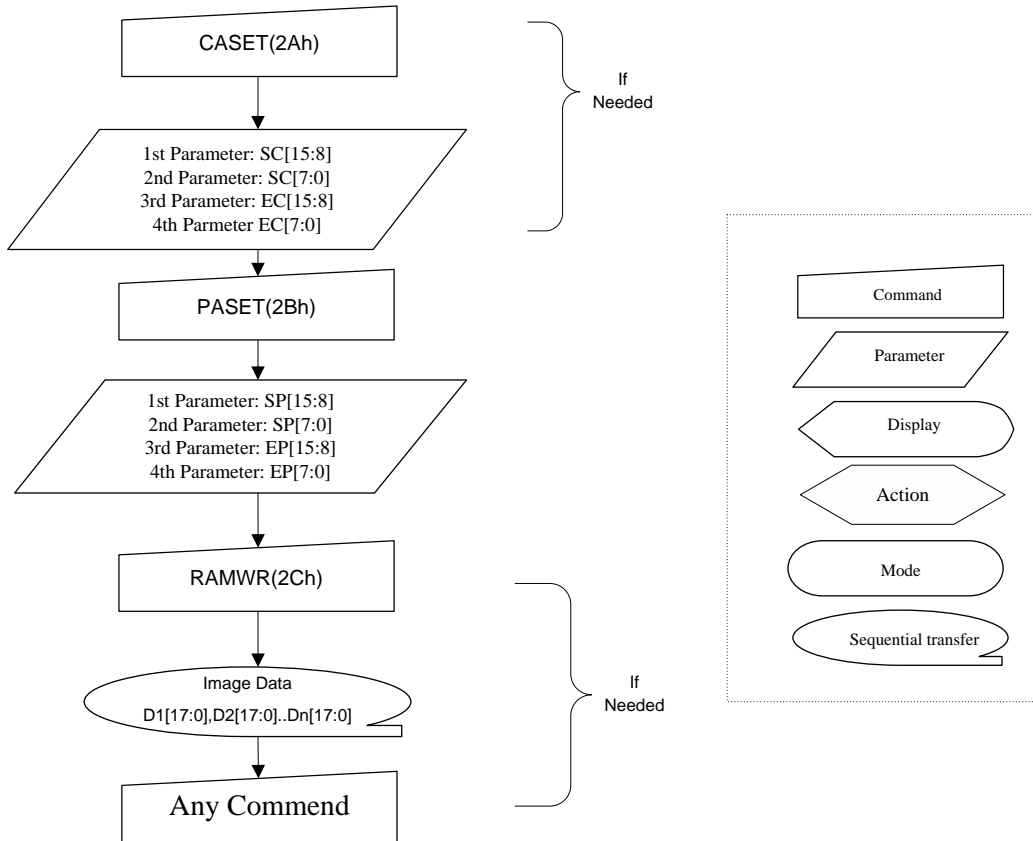 CASET(2Ah)
If
Needed
1st Parameter: SC[15:8]
2nd Parameter: SC[7:0]
3rd Parameter: EC[15:8]
4th Parmeter EC[7:0]
PASET(2Bh)
1st Parameter: SP[15:8]
2nd Parameter: SP[7:0]
3rd Parameter: EP[15:8]
4th Parameter: EP[7:0]
RAMWR(2Ch)
Image Data
D1[17:0],D2[17:0]..Dn[17:0]
If
Needed
Any Commend
Command
Parameter
Display
Action
Mode
Sequential transfer